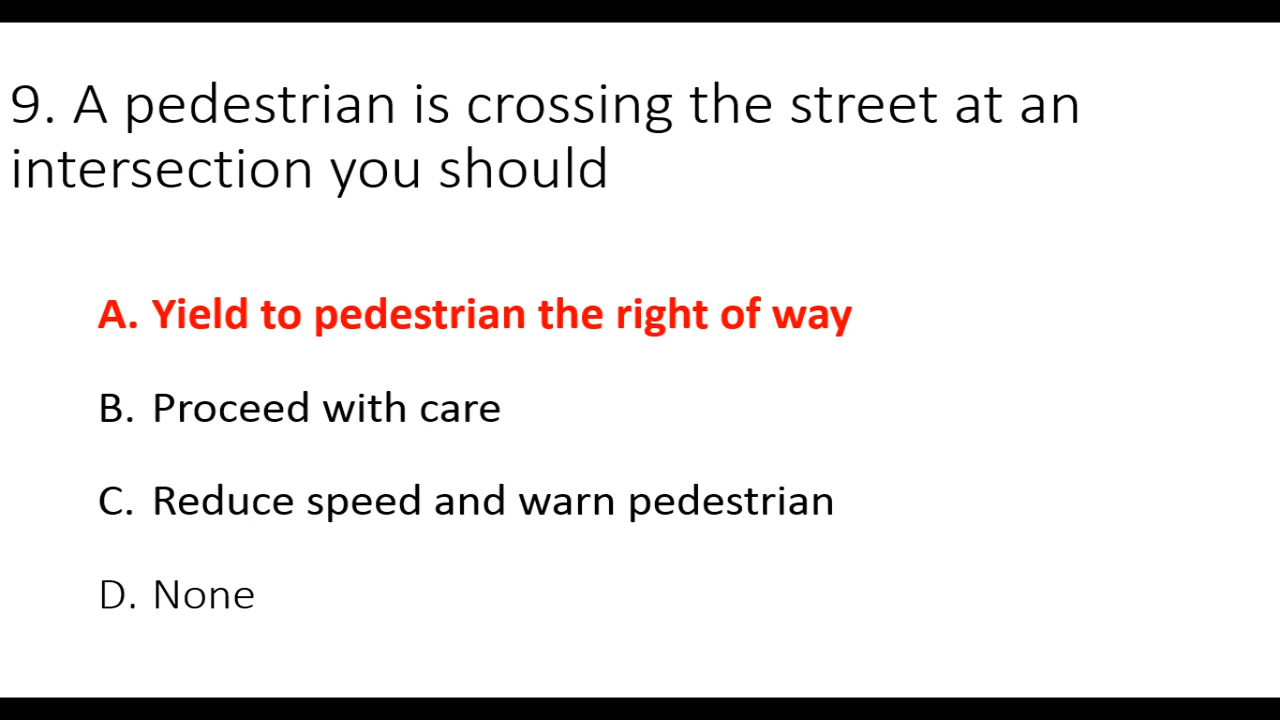 9. A pedestrian is crossing the street at an
intersection you should
A. Yield to pedestrian the right of way
B. Proceed with care
C. Reduce speed and warn pedestrian
D. None